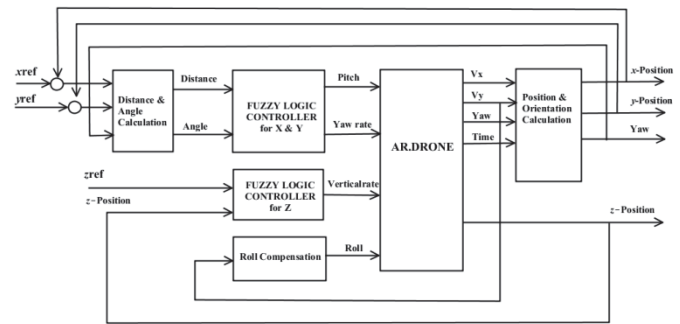 xref
yref
Distance &
Angle
Calculation
Distance
Angle
FUZZY LOGIC
CONTROLLER
for X & Y
Pitch
Yaw rate
AR.DRONE
Vx
Vy
Yaw
Time
Position &
Orientation
Calculation
x-Position
y-Position
Yaw
zref
z-Position
FUZZY LOGIC
CONTROLLER
for Z
Verticalrate
z-Position
Roll Compensation
Roll